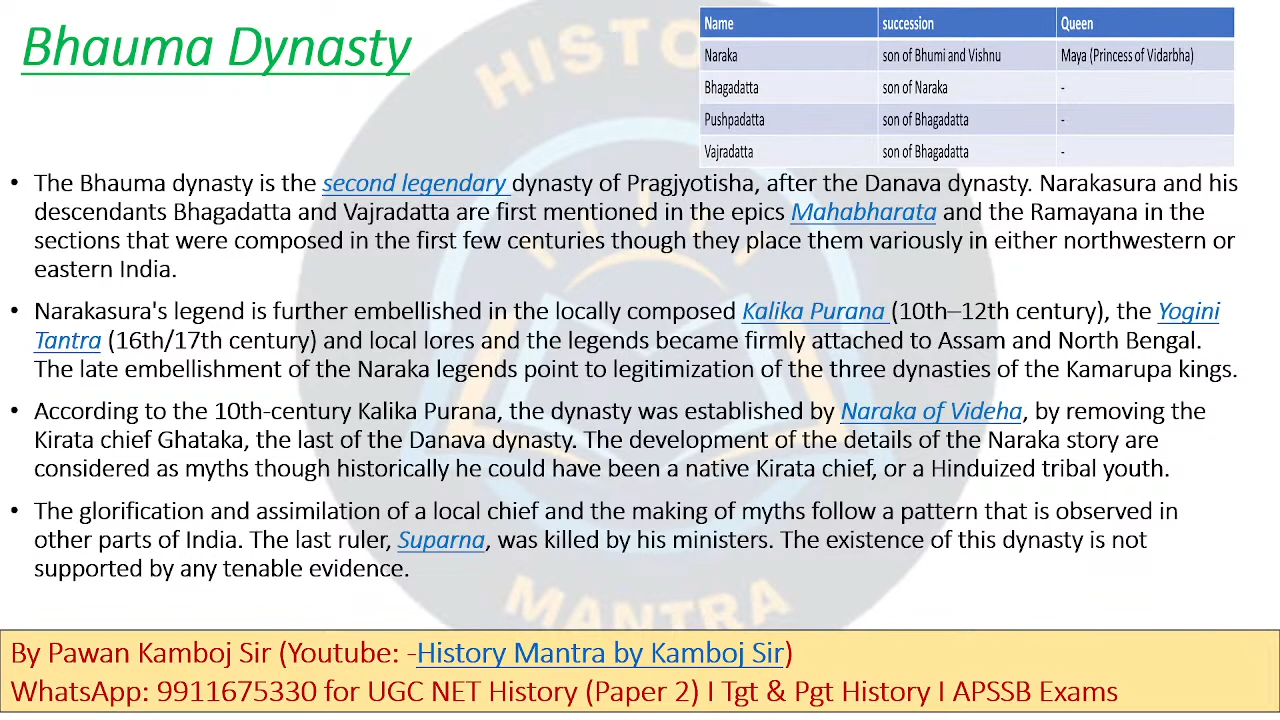 Bhauma Dynasty
Name succession Queen
Naraka son of Bhumi and Vishnu Maya (Princess of Vidarbha)
Bhagadatta son of Naraka -
Pushpadatta son of Bhagadatta -
Vajradatta son of Bhagadatta -
HISTO
• The Bhauma dynasty is the second legendary dynasty of Pragjyotisha, after the Danava dynasty. Narakasura and his
descendants Bhagadatta and Vajradatta are first mentioned in the epics Mahabharata and the Ramayana in the
sections that were composed in the first few centuries though they place them variously in either northwestern or
eastern India.
• Narakasura's legend is further embellished in the locally composed Kalika Purana (10th–12th century), the Yogini
Tantra (16th/17th century) and local lores and the legends became firmly attached to Assam and North Bengal.
The late embellishment of the Naraka legends point to legitimization of the three dynasties of the Kamarupa kings.
• According to the 10th-century Kalika Purana, the dynasty was established by Naraka of Videha, by removing the
Kirata chief Ghataka, the last of the Danava dynasty. The development of the details of the Naraka story are
considered as myths though historically he could have been a native Kirata chief, or a Hinduized tribal youth.
• The glorification and assimilation of a local chief and the making of myths follow a pattern that is observed in
other parts of India. The last ruler, Suparna, was killed by his ministers. The existence of this dynasty is not
supported by any tenable evidence.
MANTRA
By Pawan Kamboj Sir (Youtube: -History Mantra by Kamboj Sir)
WhatsApp: 9911675330 for UGC NET History (Paper 2) I Tgt & Pgt History I APSSB Exams